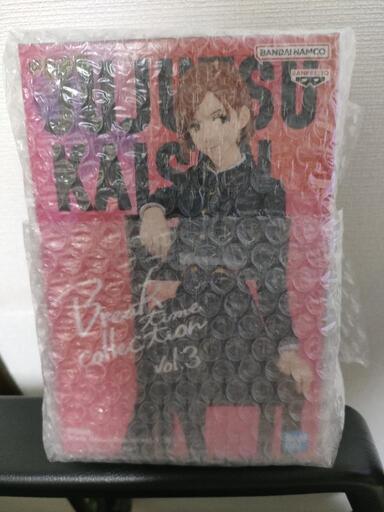 BANDAI NAMCO
BANPRESTO
JUJUTSU
KAISEN
Break
time
collection
vol.3